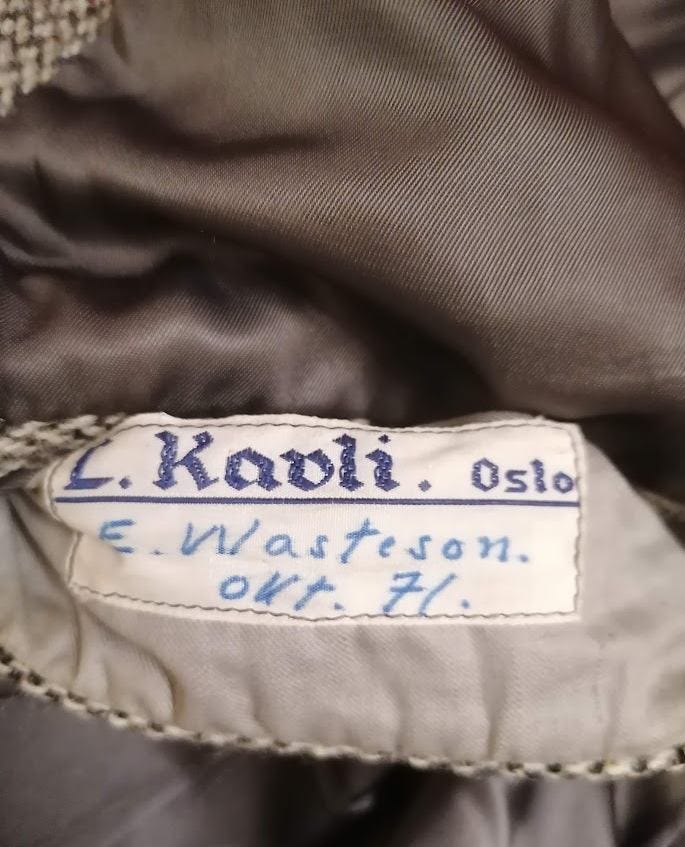 L. Kavli. Oslo
E. Wasteson.
Okt. 71.